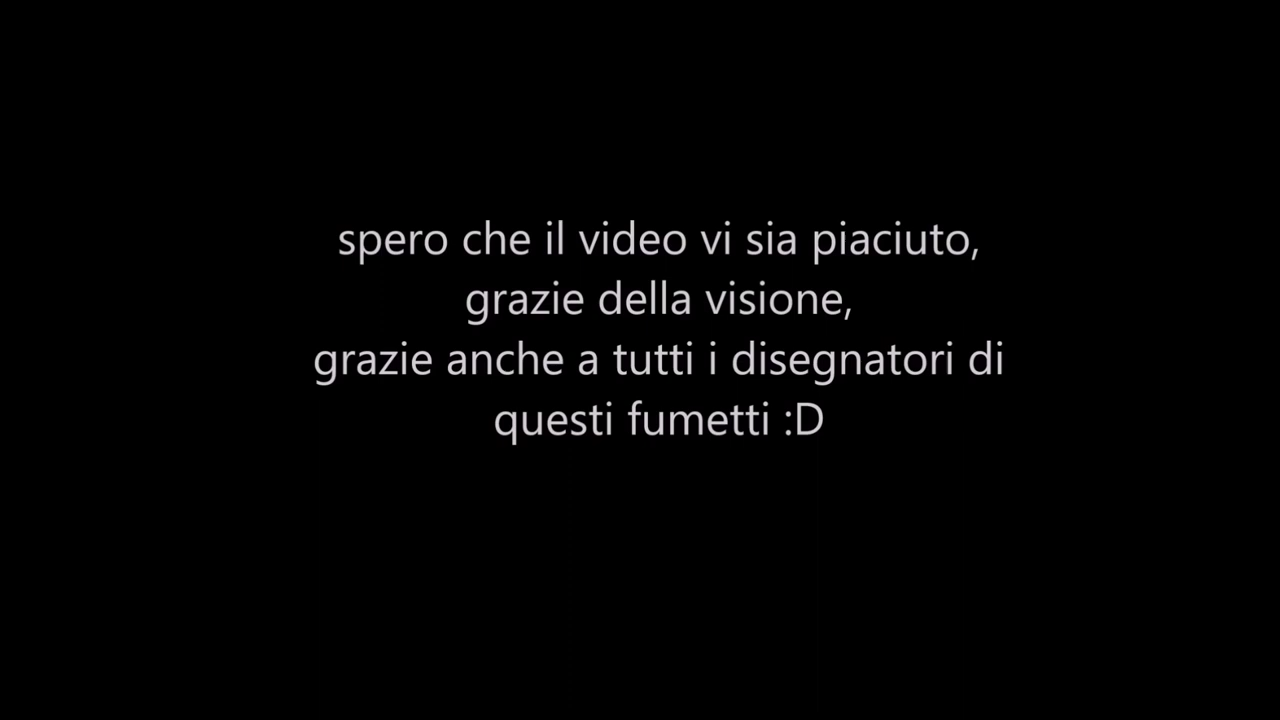 spero che il video vi sia piaciuto,
grazie della visione,
grazie anche a tutti i disegnatori di
questi fumetti :D